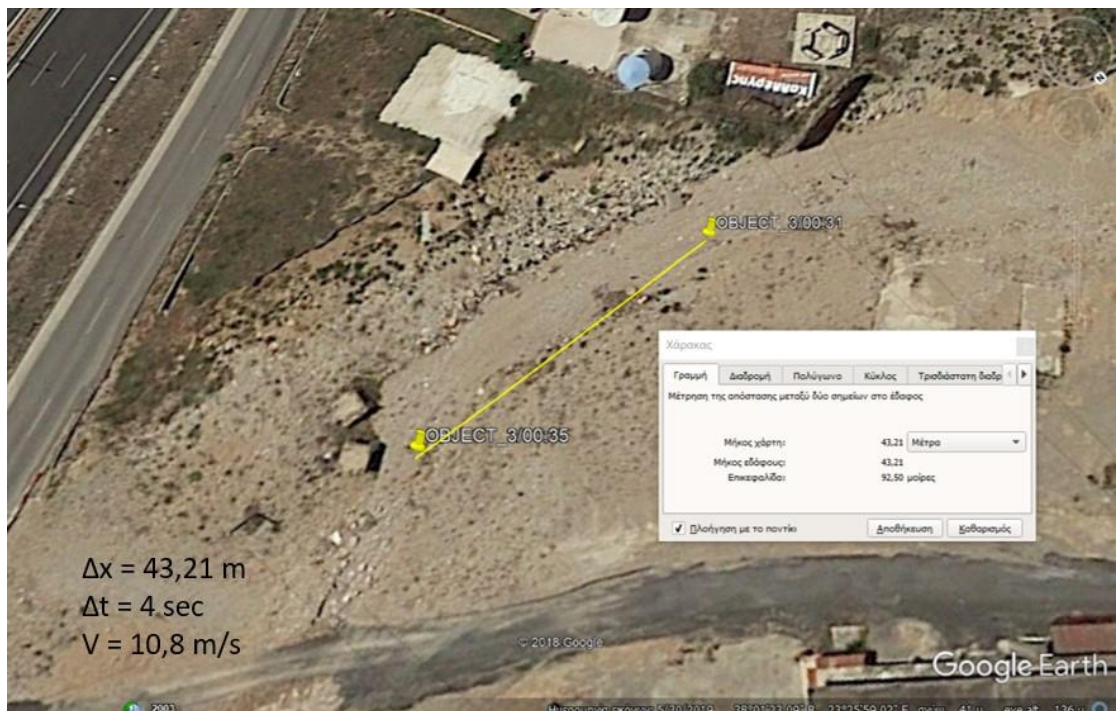 Καλλέργης
OBJECT_3/00:31
Χάρακας
Γραμμή Διαδρομή Πολύγωνο Κύκλος Τρισδιάστατη διαδρ
Μέτρηση της απόστασης μεταξύ δύο σημείων στο έδαφος
Μήκος χάρτη: 43,21 Μέτρα
Μήκος εδάφους: 43,21
Επικεφαλίδα: 92,50 μοίρες
Πλοήγηση με το ποντίκι Αποθήκευση Καθαρισμός
OBJECT_3/00:35
Δx = 43,21 m
Δt = 4 sec
V = 10,8 m/s
© 2018 Google
Google Earth
2003